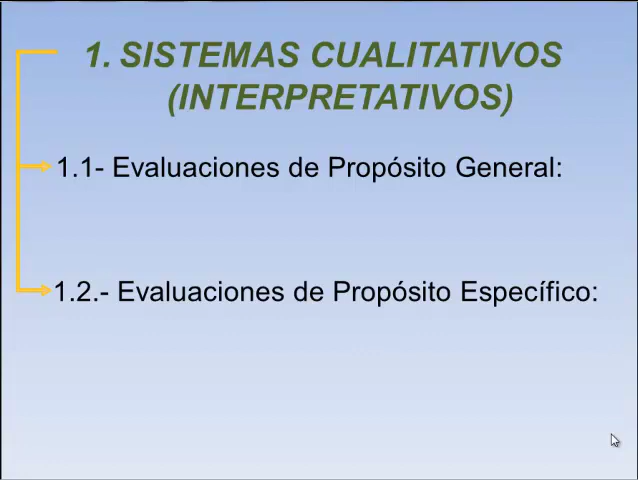 1. SISTEMAS CUALITATIVOS
(INTERPRETATIVOS)
1.1- Evaluaciones de Propósito General:
1.2.- Evaluaciones de Propósito Específico: